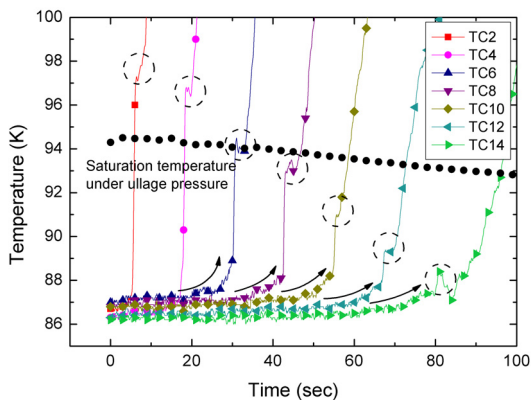 100
98
96
94
92
90
88
86
Temperature (K)
Saturation temperature
under ullage pressure
TC2
TC4
TC6
TC8
TC10
TC12
TC14
0 20 40 60 80 100
Time (sec)